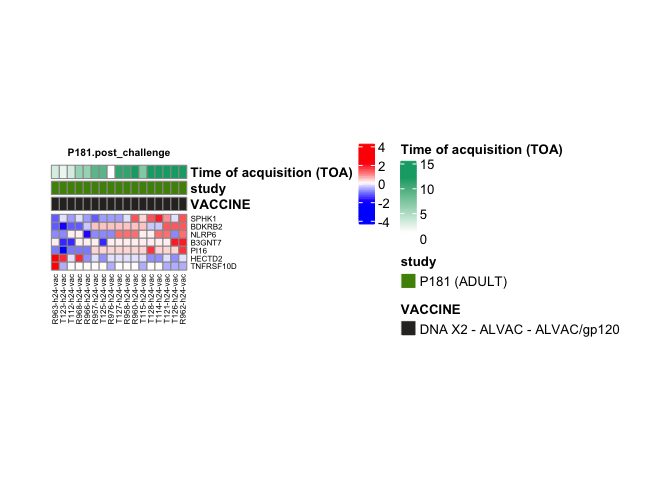 P181.post_challenge
Time of acquisition (TOA)
study
VACCINE
SPHK1
BDKRB2
NLRP6
B3GNT7
PI16
HECTD2
TNFRSF10D
R963-h24-vac
T123-h24-vac
T112-h24-vac
R968-h24-vac
R966-h24-vac
R957-h24-vac
T125-h24-vac
R976-h24-vac
T127-h24-vac
R958-h24-vac
R960-h24-vac
T115-h24-vac
T128-h24-vac
T114-h24-vac
T121-h24-vac
T126-h24-vac
R962-h24-vac
4
2
0
-2
-4
Time of acquisition (TOA)
15
10
5
0
study
P181 (ADULT)
VACCINE
DNA X2 - ALVAC - ALVAC/gp120